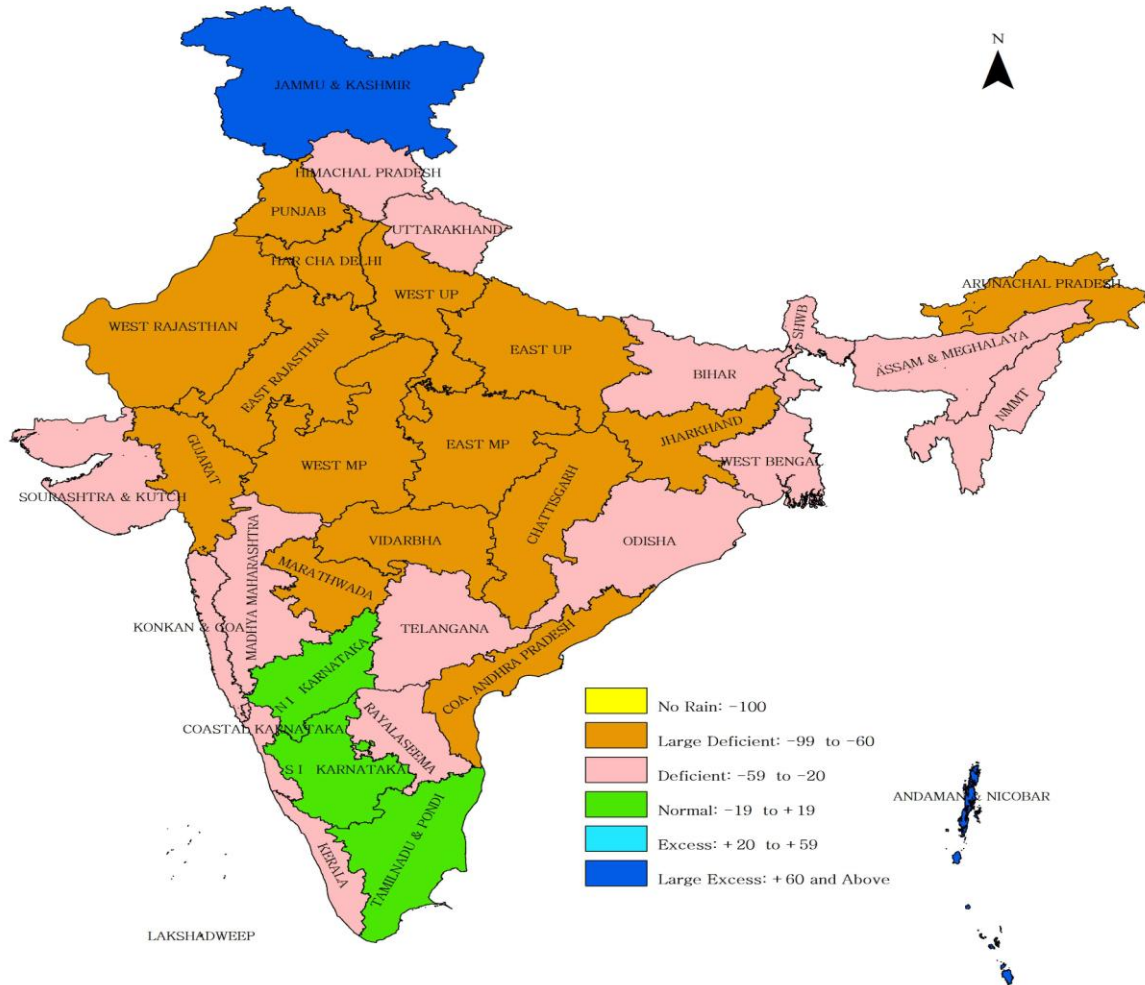 N
JAMMU & KASHMIR
HIMACHAL PRADESH
PUNJAB
UTTARAKHAND
HAR CHA DELHI
ARUNACHAL PRADESH
WEST UP
WEST RAJASTHAN
SHWB
EAST RAJASTHAN
EAST UP
ASSAM & MEGHALAYA
BIHAR
NMMT
GUJARAT
EAST MP
JHARKHAND
WEST MP
WEST BENGAL
SOURASHTRA & KUTCH
CHATTISGARH
VIDARBHA
ODISHA
MADHYA MAHARASHTRA
MARATHWADA
KONKAN & GOA
TELANGANA
COA. ANDHRA PRADESH
N I KARNATAKA
COASTAL KARNATAKA
RAYALASEEMA
S I KARNATAKA
TAMILNADU & PONDI
KERALA
LAKSHADWEEP
ANDAMAN & NICOBAR
No Rain: -100
Large Deficient: -99 to -60
Deficient: -59 to -20
Normal: -19 to +19
Excess: +20 to +59
Large Excess: +60 and Above